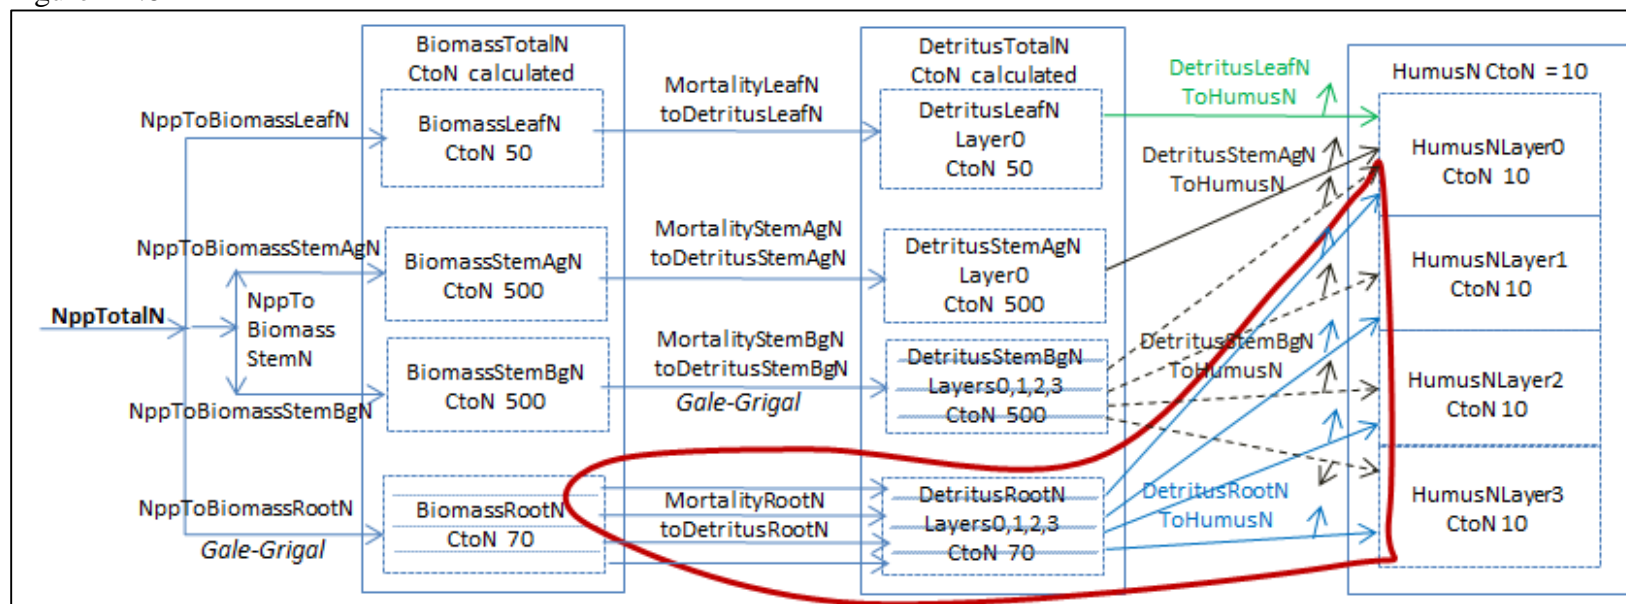 BiomassTotalN
CtoN calculated
DetritusTotalN
CtoN calculated
HumusN CtoN = 10
NppToBiomassLeafN
BiomassLeafN
CtoN 50
MortalityLeafN
toDetritusLeafN
DetritusLeafN
Layer0
CtoN 50
DetritusLeafN
ToHumusN
HumusNLayer0
CtoN 10
NppToBiomassStemAgN
BiomassStemAgN
CtoN 500
MortalityStemAgN
toDetritusStemAgN
DetritusStemAgN
Layer0
CtoN 500
DetritusStemAgN
ToHumusN
HumusNLayer1
CtoN 10
NppTotalN
NppTo
Biomass
StemN
NppToBiomassStemBgN
BiomassStemBgN
CtoN 500
MortalityStemBgN
toDetritusStemBgN
Gale-Grigal
DetritusStemBgN
Layers0,1,2,3
CtoN 500
DetritusStemBgN
ToHumusN
HumusNLayer2
CtoN 10
NppToBiomassRootN
Gale-Grigal
BiomassRootN
CtoN 70
MortalityRootN
toDetritusRootN
DetritusRootN
Layers0,1,2,3
CtoN 70
DetritusRootN
ToHumusN
HumusNLayer3
CtoN 10